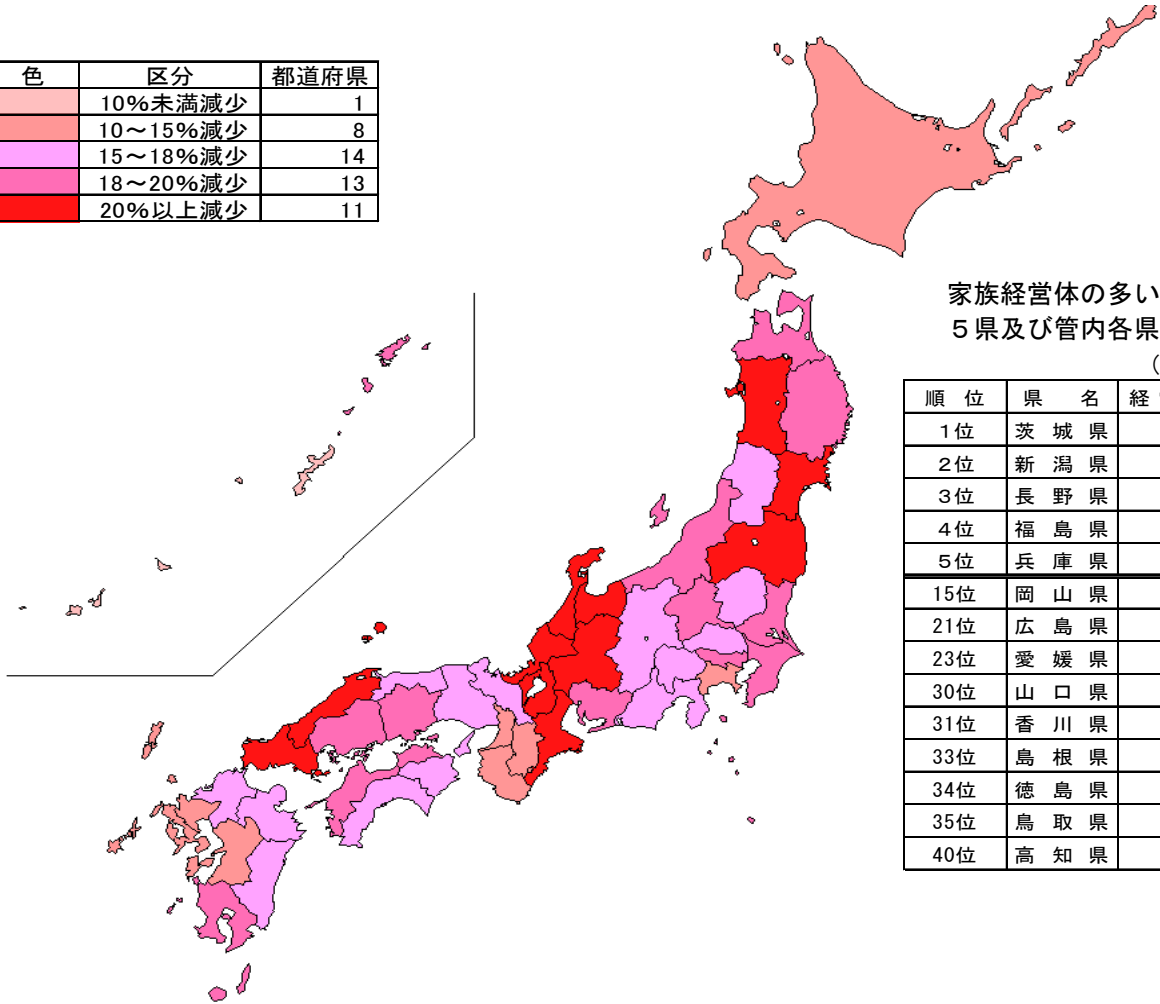 色 区分 都道府県
10%未満減少 1
10～15%減少 8
15～18%減少 14
18～20%減少 13
20%以上減少 11
家族経営体の多い
５県及び管内各県
（
順 位 県 名 経
1位 茨 城 県
2位 新 潟 県
3位 長 野 県
4位 福 島 県
5位 兵 庫 県
15位 岡 山 県
21位 広 島 県
23位 愛 媛 県
30位 山 口 県
31位 香 川 県
33位 島 根 県
34位 徳 島 県
35位 鳥 取 県
40位 高 知 県